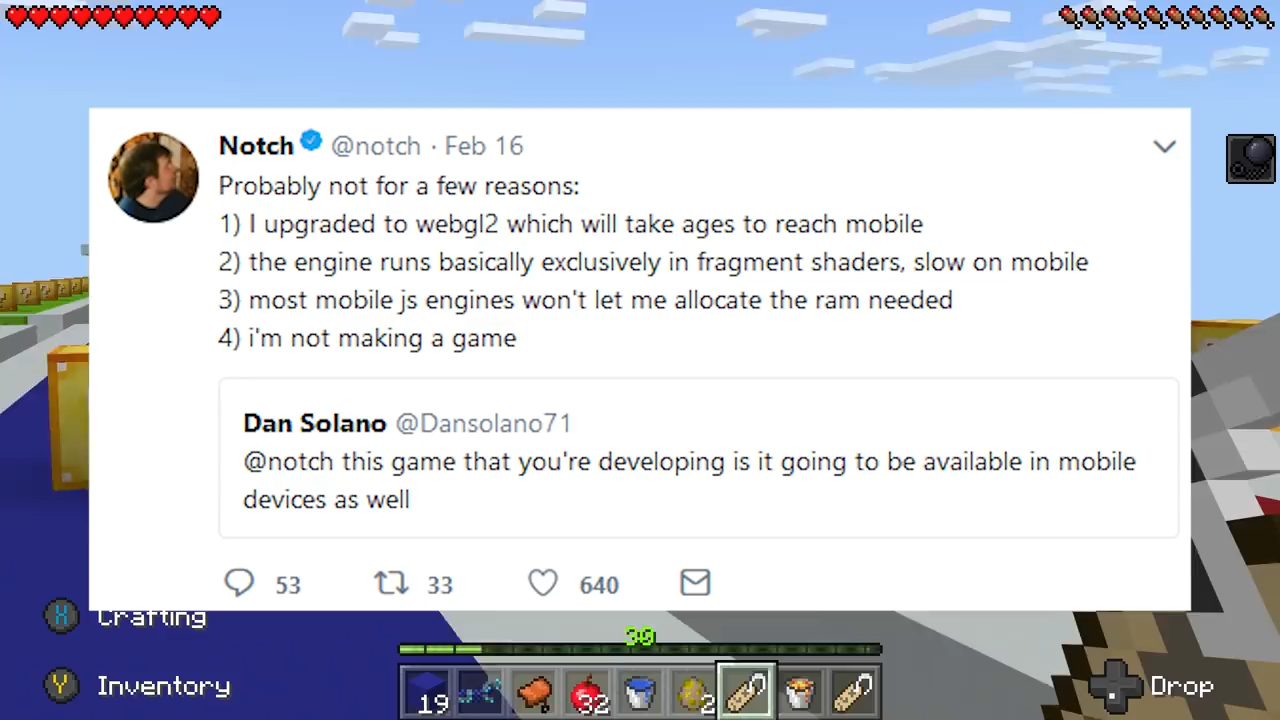 Notch @notch · Feb 16
Probably not for a few reasons:
1) I upgraded to webgl2 which will take ages to reach mobile
2) the engine runs basically exclusively in fragment shaders, slow on mobile
3) most mobile js engines won't let me allocate the ram needed
4) i'm not making a game
Dan Solano @Dansolano71
@notch this game that you're developing is it going to be available in mobile
devices as well
53 33 640
X Crafting
39
Y Inventory
Drop
19 32 2